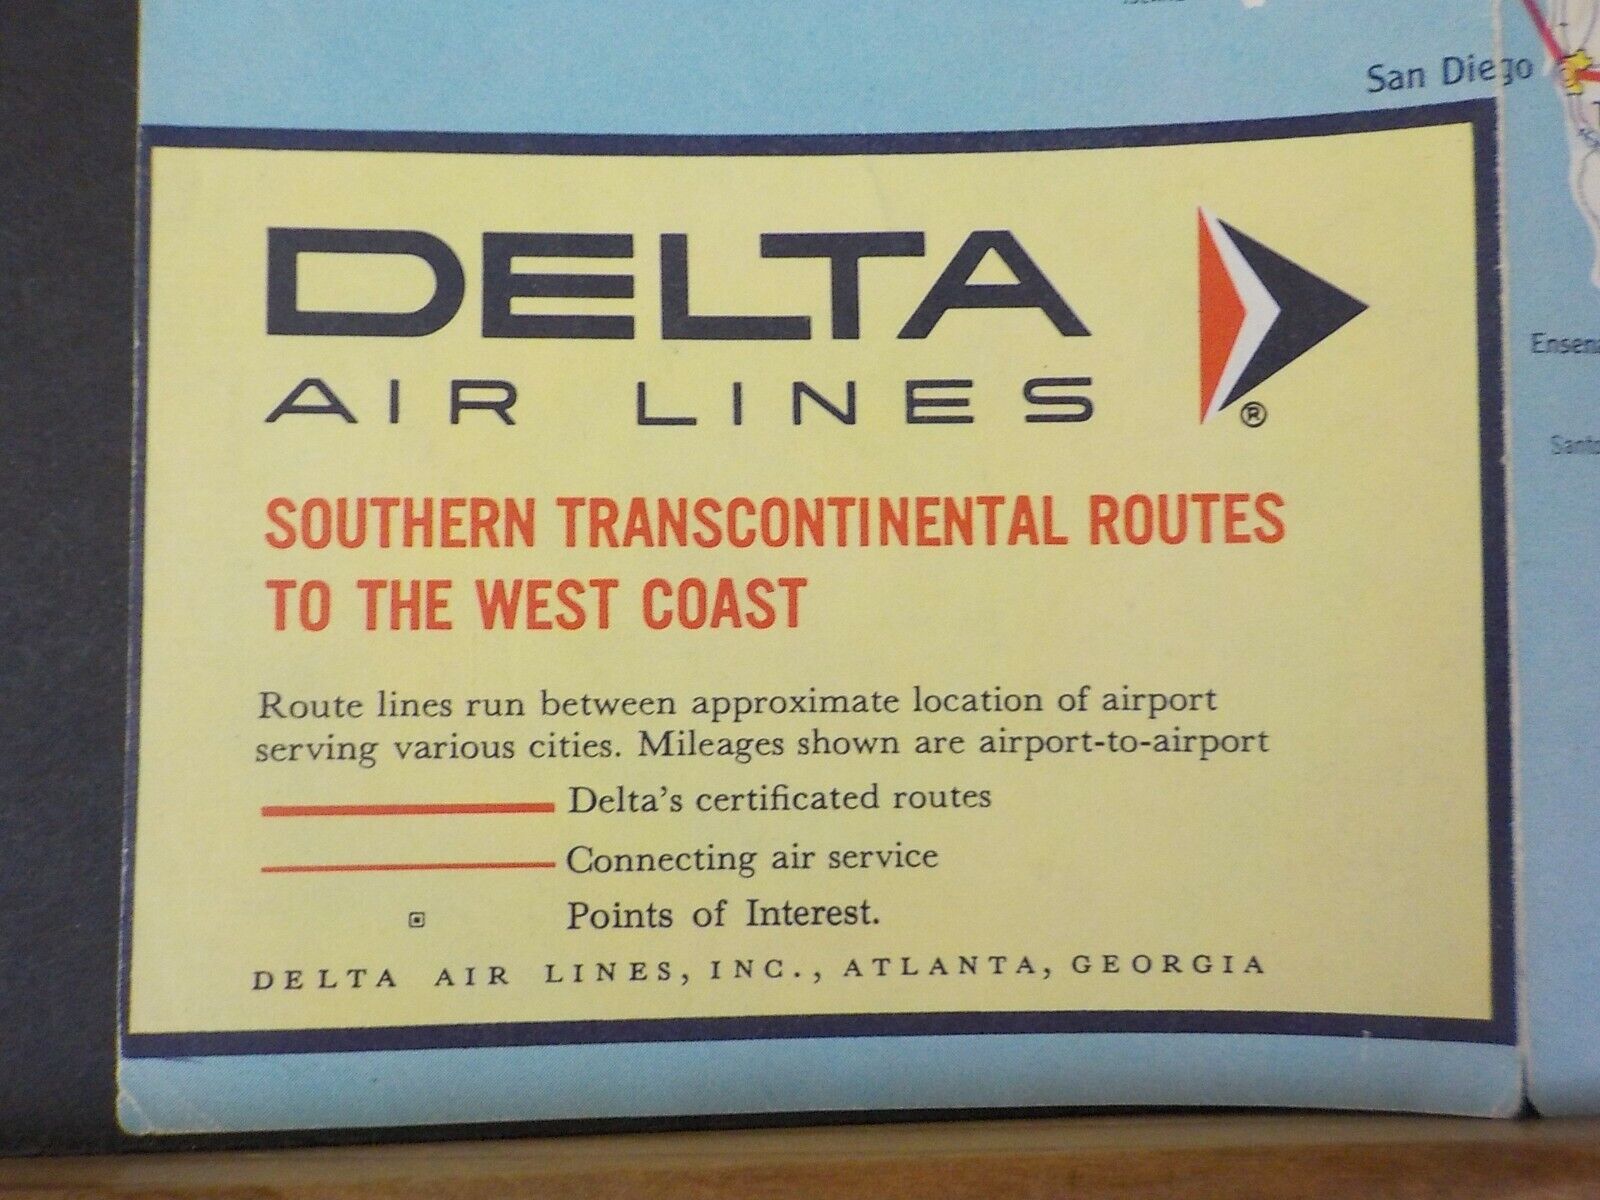 San Diego
DELTA
AIR LINES
®
SOUTHERN TRANSCONTINENTAL ROUTES
TO THE WEST COAST
Route lines run between approximate location of airport
serving various cities. Mileages shown are airport-to-airport
Delta's certificated routes
Connecting air service
Points of Interest.
DELTA AIR LINES, INC., ATLANTA, GEORGIA